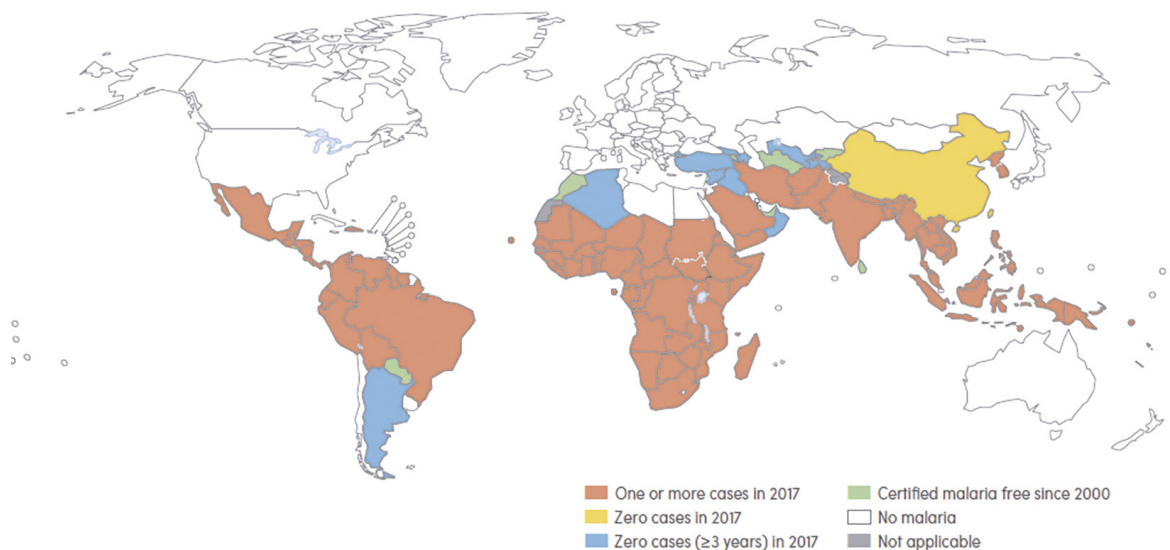 One or more cases in 2017
Zero cases in 2017
Zero cases (≥3 years) in 2017
Certified malaria free since 2000
No malaria
Not applicable